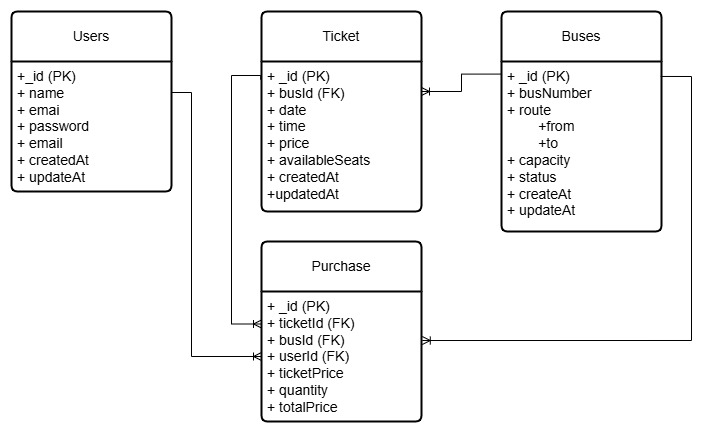 Users
+_id (PK)
+ name
+ emai
+ password
+ email
+ createdAt
+ updateAt
Ticket
+ _id (PK)
+ busId (FK)
+ date
+ time
+ price
+ availableSeats
+ createdAt
+updatedAt
Buses
+ _id (PK)
+ busNumber
+ route
+from
+to
+ capacity
+ status
+ createAt
+ updateAt
Purchase
+ _id (PK)
+ ticketId (FK)
+ busId (FK)
+ userId (FK)
+ ticketPrice
+ quantity
+ totalPrice